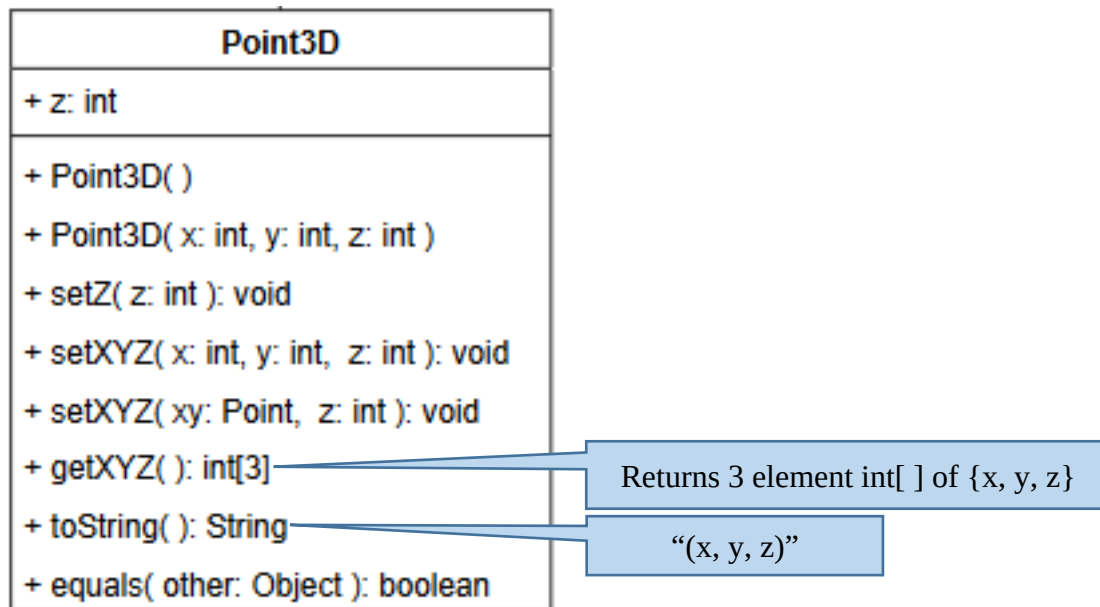 Point3D
+ z: int
+ Point3D( )
+ Point3D( x: int, y: int, z: int )
+ setZ( z: int ): void
+ setXYZ( x: int, y: int,  z: int ): void
+ setXYZ( xy: Point,  z: int ): void
+ getXYZ( ): int[3]
Returns 3 element int[ ] of {x, y, z}
+ toString( ): String
“(x, y, z)”
+ equals( other: Object ): boolean